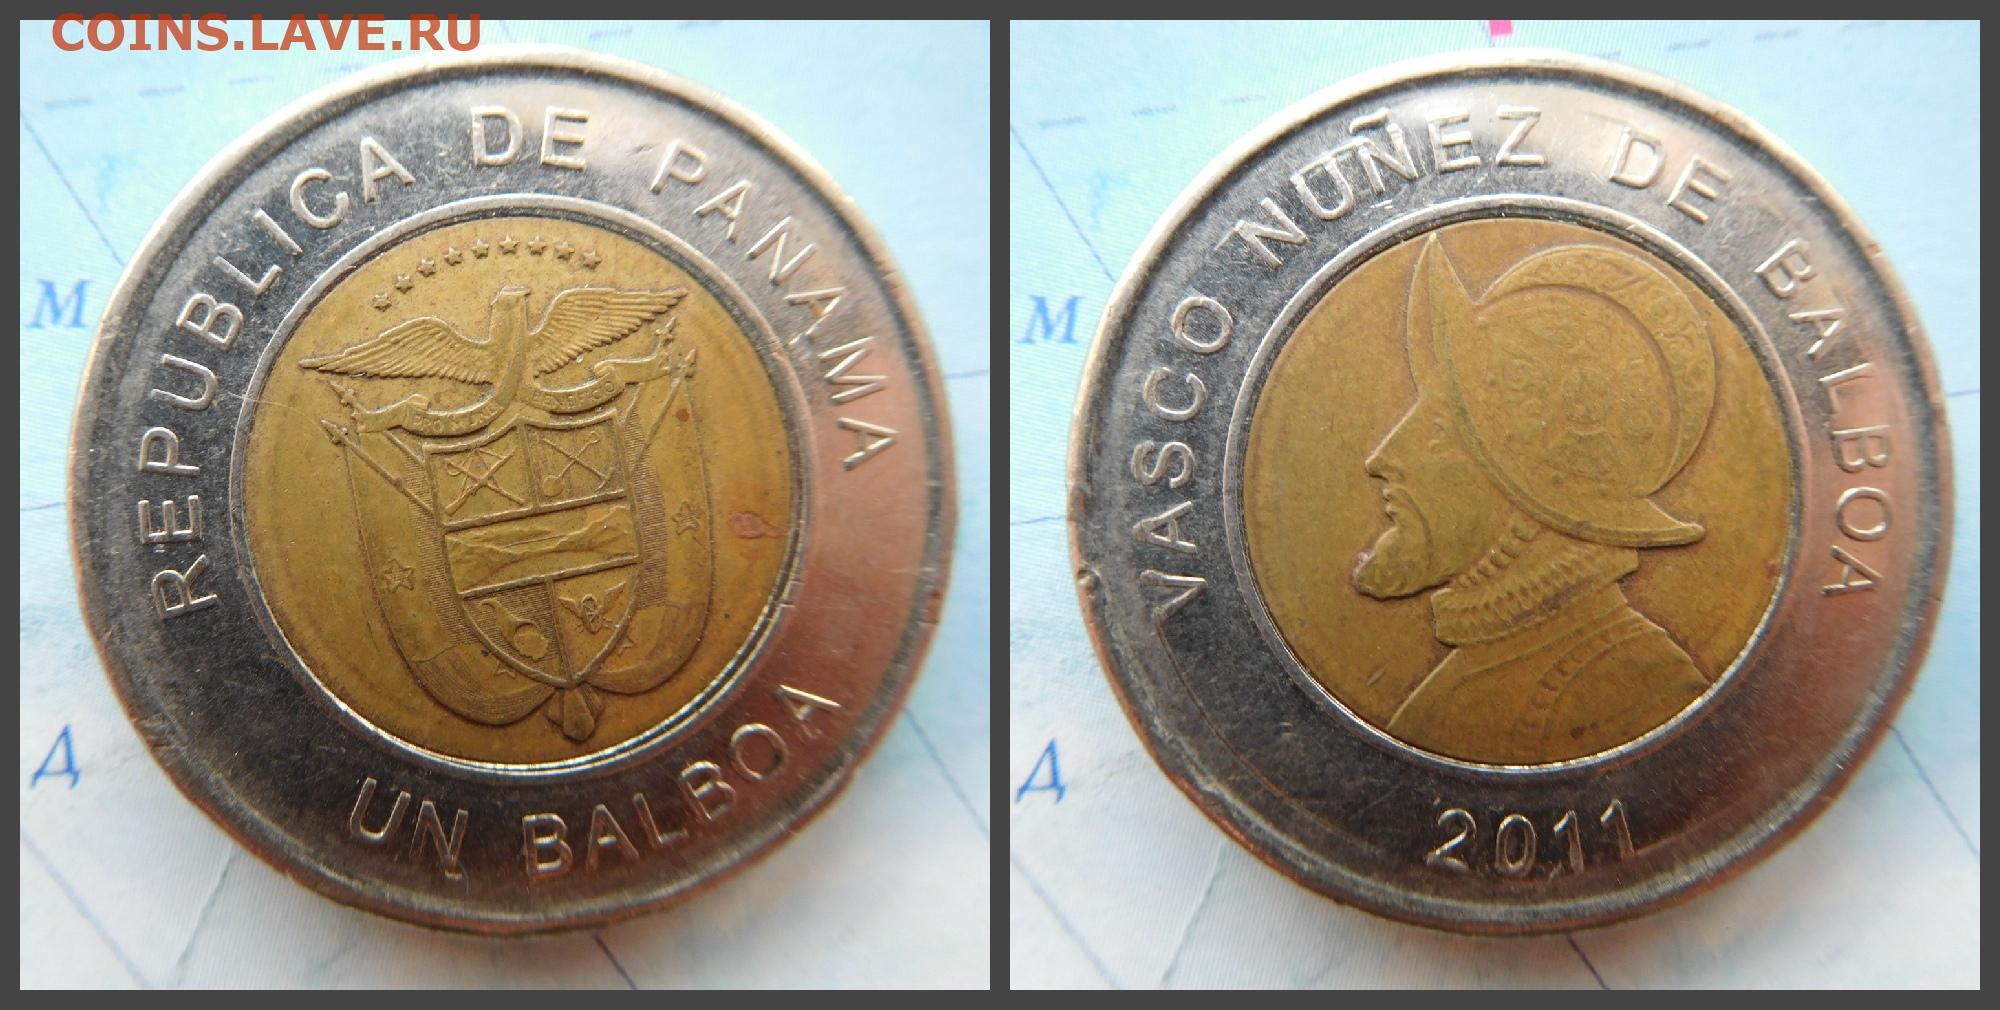 COINS.LAVE.RU
REPUBLICA DE PANAMA
UN BALBOA
М
Д
VASCO NUÑEZ DE BALBOA
2011
М
Д